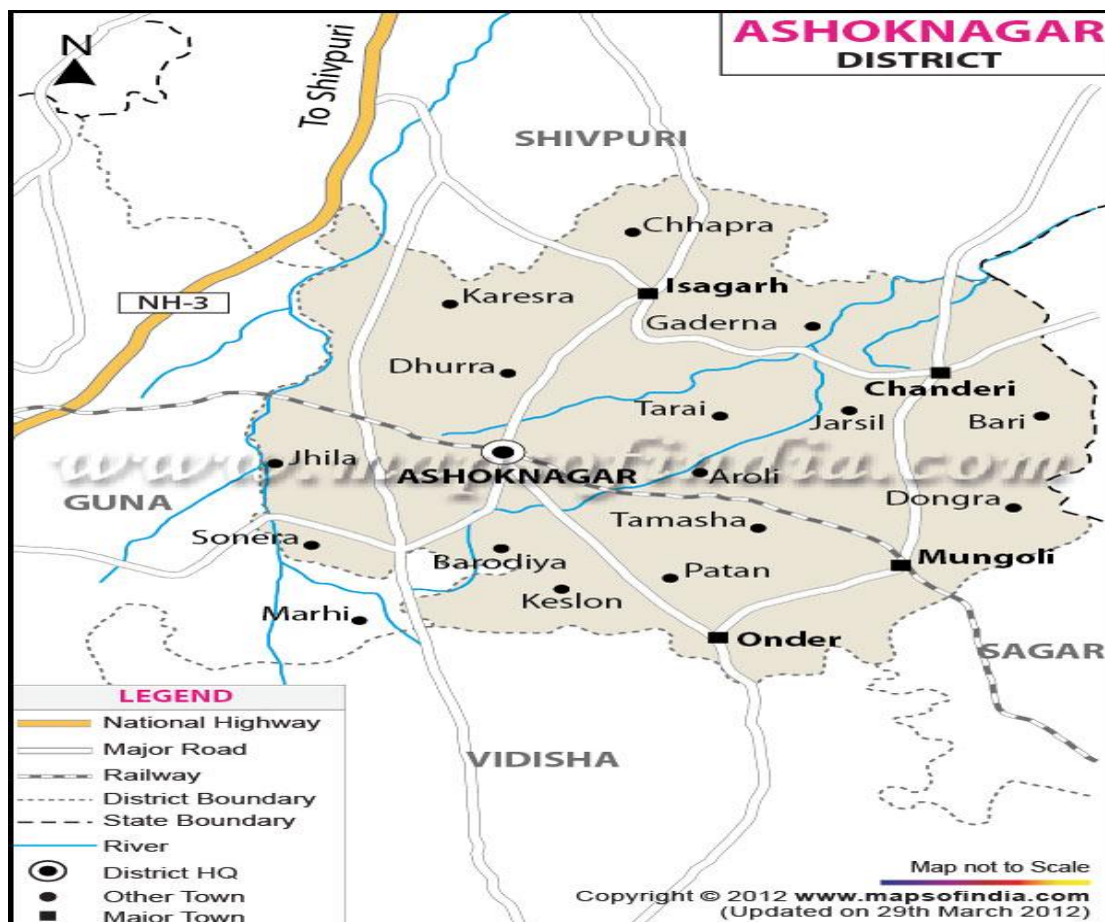 ASHOKNAGAR
DISTRICT
N
To Shivpuri
SHIVPURI
Chhapra
Isagarh
Karesra
NH-3
Gaderna
Dhurra
Chanderi
Tarai
Jarsil
Bari
www.mapsofindia.com
Jhila
ASHOKNAGAR
Aroli
GUNA
Dongra
Tamasha
Sonera
Barodiya
Mungoli
Patan
Keslon
Marhi
Onder
SAGAR
VIDISHA
LEGEND
National Highway
Major Road
Railway
District Boundary
State Boundary
River
District HQ
Other Town
Major Town
Map not to Scale
Copyright © 2012 www.mapsofindia.com
(Updated on 29th March 2012)